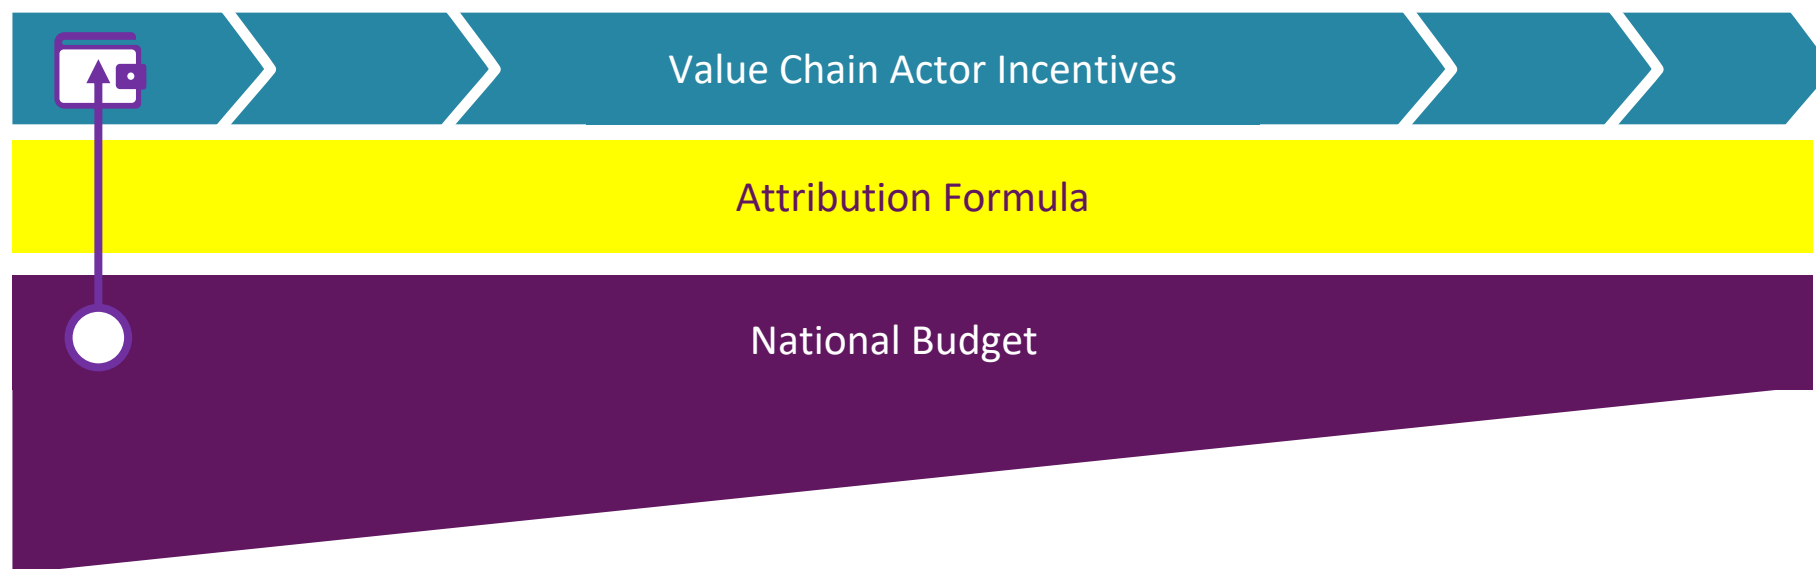 Value Chain Actor Incentives
Attribution Formula
National Budget